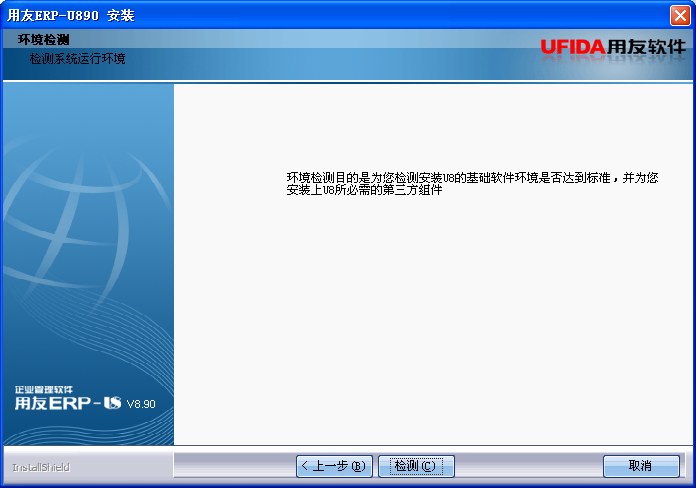 用友ERP-U890 安装
环境检测
检测系统运行环境
UFIDA用友软件
环境检测目的是为您检测安装U8的基础软件环境是否达到标准，并为您
安装上U8所必需的第三方组件
企业管理软件
用友ERP-U8 V8.90
InstallShield
< 上一步(B)
检测(C)
取消